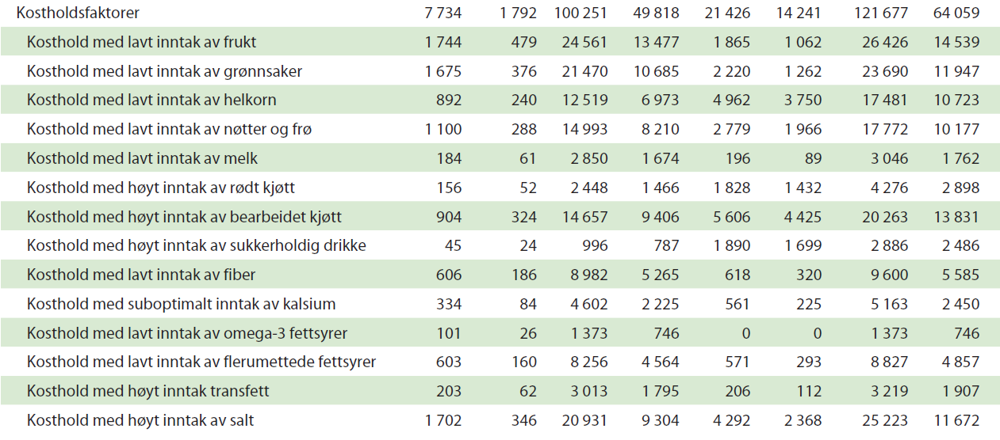 Kostholdsfaktorer 7 734 1 792 100 251 49 818 21 426 14 241 121 677 64 059
Kosthold med lavt inntak av frukt 1 744 479 24 561 13 477 1 865 1 062 26 426 14 539
Kosthold med lavt inntak av grønnsaker 1 675 376 21 470 10 685 2 220 1 262 23 690 11 947
Kosthold med lavt inntak av helkorn 892 240 12 519 6 973 4 962 3 750 17 481 10 723
Kosthold med lavt inntak av nøtter og frø 1 100 288 14 993 8 210 2 779 1 966 17 772 10 177
Kosthold med lavt inntak av melk 184 61 2 850 1 674 196 89 3 046 1 762
Kosthold med høyt inntak av rødt kjøtt 156 52 2 448 1 466 1 828 1 432 4 276 2 898
Kosthold med høyt inntak av bearbeidet kjøtt 904 324 14 657 9 406 5 606 4 425 20 263 13 831
Kosthold med høyt inntak av sukkerholdig drikke 45 24 996 787 1 890 1 699 2 886 2 486
Kosthold med lavt inntak av fiber 606 186 8 982 5 265 618 320 9 600 5 585
Kosthold med suboptimalt inntak av kalsium 334 84 4 602 2 225 561 225 5 163 2 450
Kosthold med lavt inntak av omega-3 fettsyrer 101 26 1 373 746 0 0 1 373 746
Kosthold med lavt inntak av flerumettede fettsyrer 603 160 8 256 4 564 571 293 8 827 4 857
Kosthold med høyt inntak transfett 203 62 3 013 1 795 206 112 3 219 1 907
Kosthold med høyt inntak av salt 1 702 346 20 931 9 304 4 292 2 368 25 223 11 672